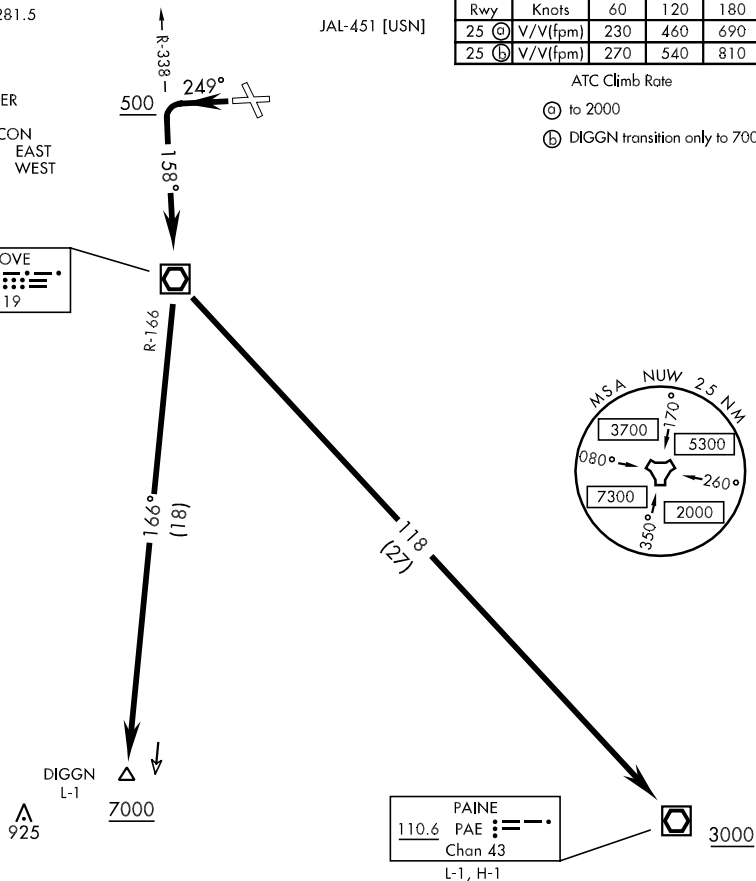 281.5
JAL-451 [USN]
Rwy Knots 60 120 180
25 ⓐ V/V(fpm) 230 460 690
25 ⓑ V/V(fpm) 270 540 810
ATC Climb Rate
ⓐ to 2000
ⓑ DIGGN transition only to 700
ER
CON
EAST
WEST
R-338
249°
500
158°
OVE
19
R-166
166°
(18)
118
(27)
MSA NUW 25 NM
3700
170°
5300
080°
260°
7300
2000
350°
DIGGN
L-1
7000
925
PAINE
110.6 PAE
Chan 43
L-1, H-1
3000